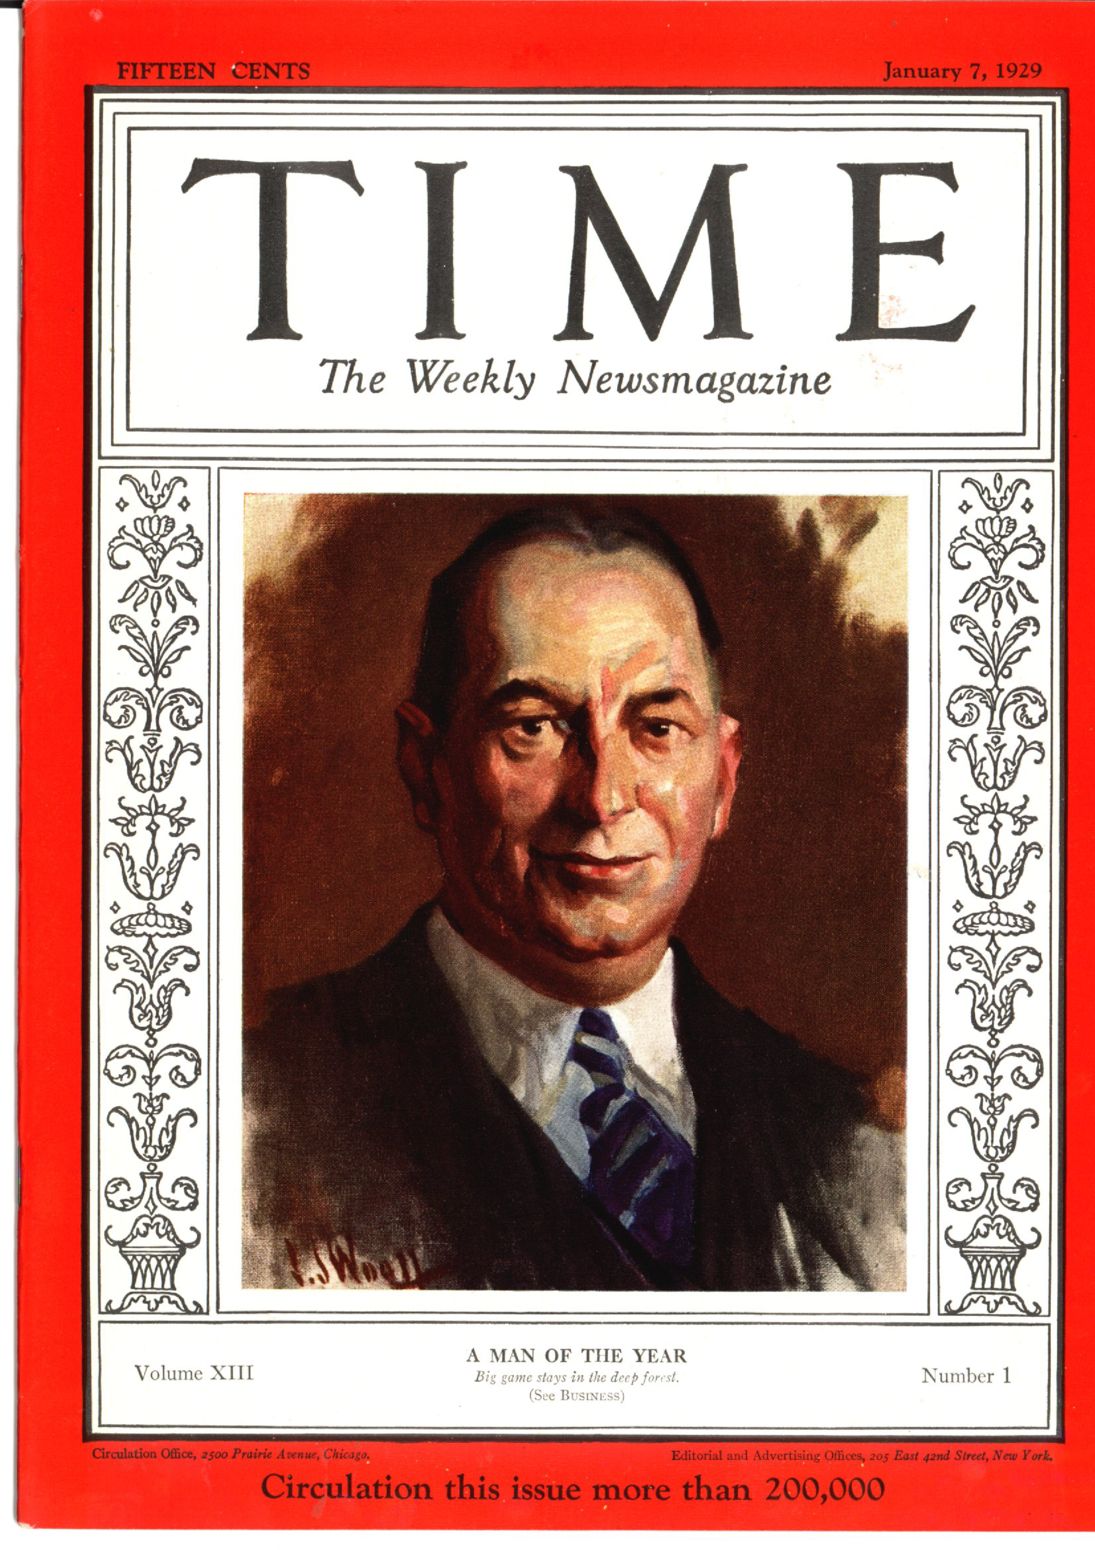 FIFTEEN CENTS
January 7, 1929
TIME
The Weekly Newsmagazine
Volume XIII
A MAN OF THE YEAR
Big game stays in the deep forest.
(See BUSINESS)
Number 1
Circulation Office, 2500 Prairie Avenue, Chicago.
Editorial and Advertising Offices, 205 East 42nd Street, New York.
Circulation this issue more than 200,000